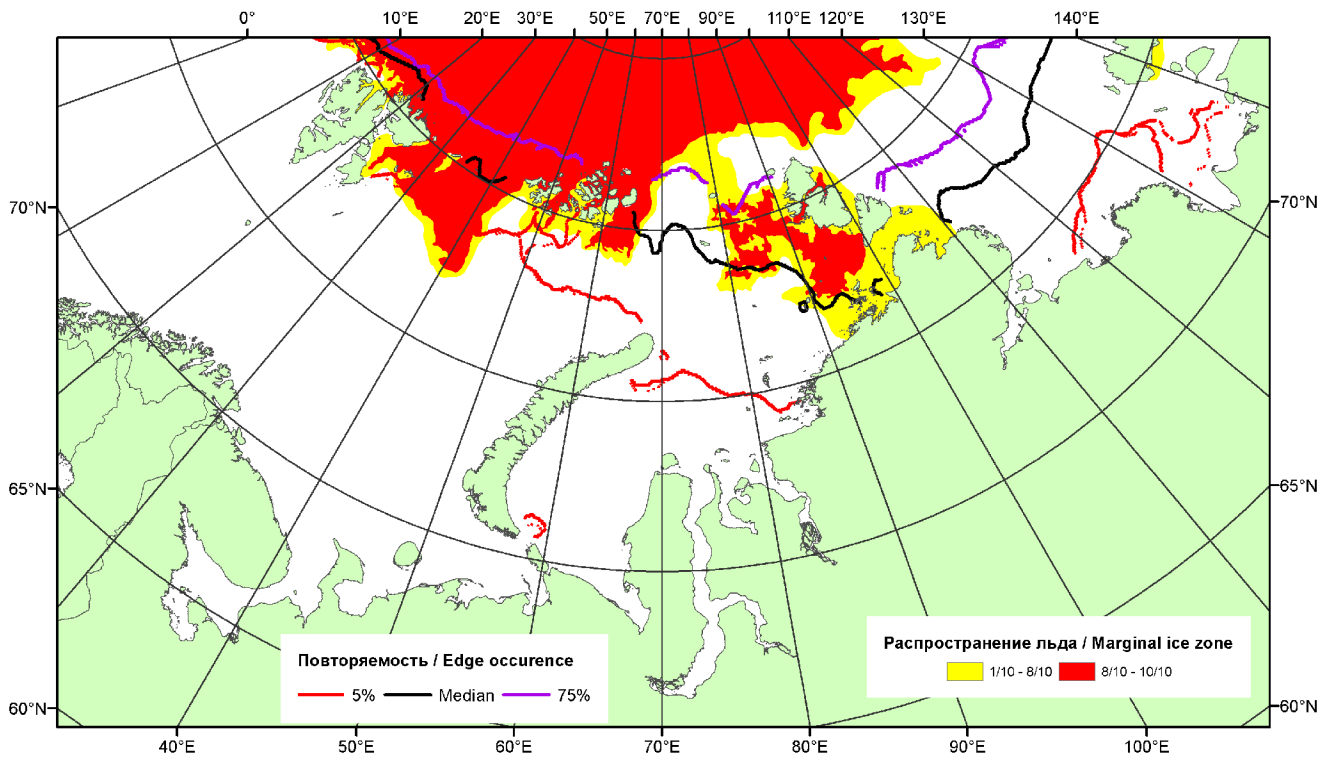 0° 10°E 20°E 30°E 50°E 70°E 90°E 110°E 120°E 130°E 140°E
70°N 70°N
65°N 65°N
60°N 60°N
Повторяемость / Edge occurence
5% Median 75%
Распространение льда / Marginal ice zone
1/10 - 8/10 8/10 - 10/10
40°E 50°E 60°E 70°E 80°E 90°E 100°E